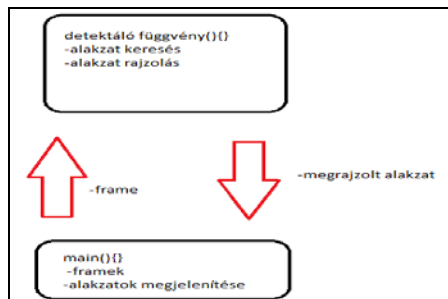 detektáló függvény(){}
-alakzat keresés
-alakzat rajzolás
-frame
-megrajzolt alakzat
main(){}
-framek
-alakzatok megjelenítése